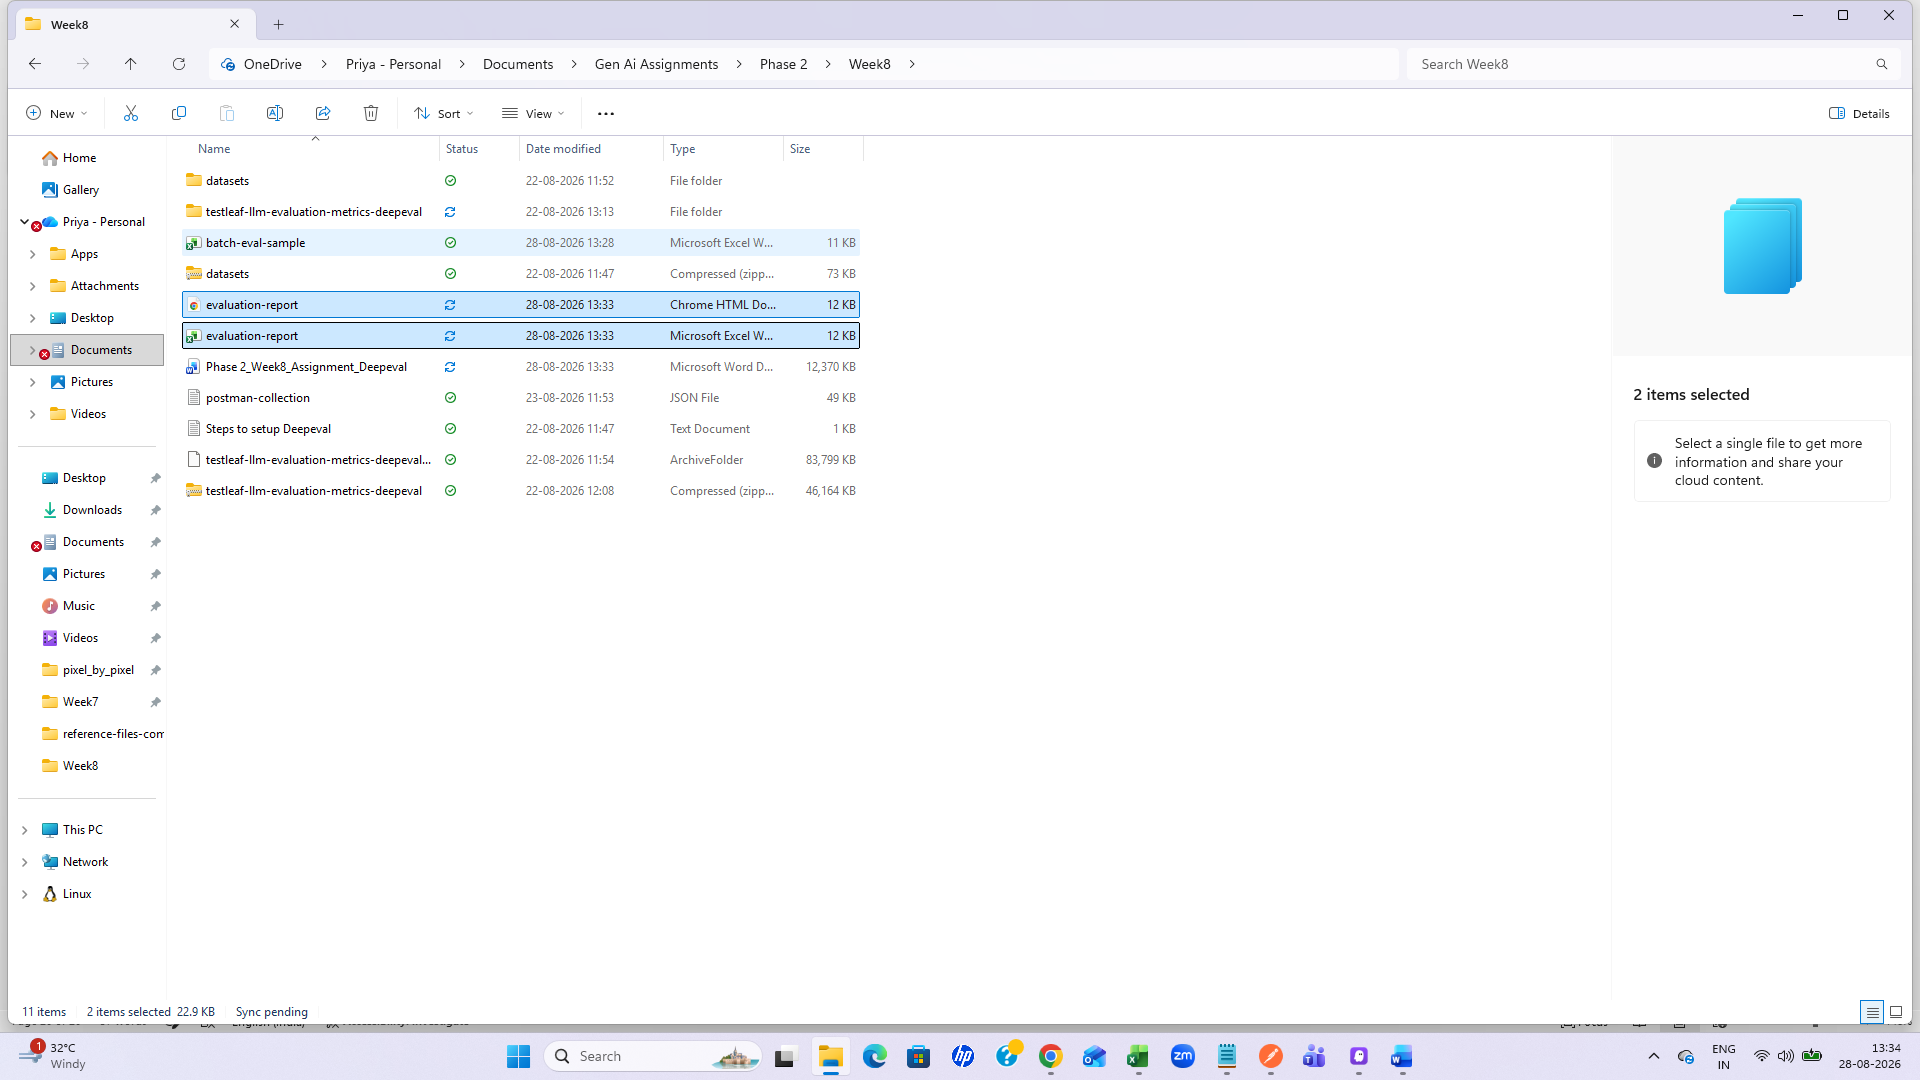 Week8
OneDrive
Priya - Personal
Documents
Gen Ai Assignments
Phase 2
Week8
Search Week8
New
Sort
View
Details
Name
Status
Date modified
Type
Size
Home
Gallery
Priya - Personal
Apps
Attachments
Desktop
Documents
Pictures
Videos
Desktop
Downloads
Documents
Pictures
Music
Videos
pixel_by_pixel
Week7
reference-files-com
Week8
This PC
Network
Linux
datasets 22-08-2026 11:52 File folder
testleaf-llm-evaluation-metrics-deepeval 22-08-2026 13:13 File folder
batch-eval-sample 28-08-2026 13:28 Microsoft Excel W... 11 KB
datasets 22-08-2026 11:47 Compressed (zipp... 73 KB
evaluation-report 28-08-2026 13:33 Chrome HTML Do... 12 KB
evaluation-report 28-08-2026 13:33 Microsoft Excel W... 12 KB
Phase 2_Week8_Assignment_Deepeval 28-08-2026 13:33 Microsoft Word D... 12,370 KB
postman-collection 23-08-2026 11:53 JSON File 49 KB
Steps to setup Deepeval 22-08-2026 11:47 Text Document 1 KB
testleaf-llm-evaluation-metrics-deepeval... 22-08-2026 11:54 ArchiveFolder 83,799 KB
testleaf-llm-evaluation-metrics-deepeval 22-08-2026 12:08 Compressed (zipp... 46,164 KB
2 items selected
Select a single file to get more
information and share your
cloud content.
11 items
2 items selected 22.9 KB
Sync pending
1
32°C
Windy
Search
hp
zm
ENG
IN
13:34
28-08-2026